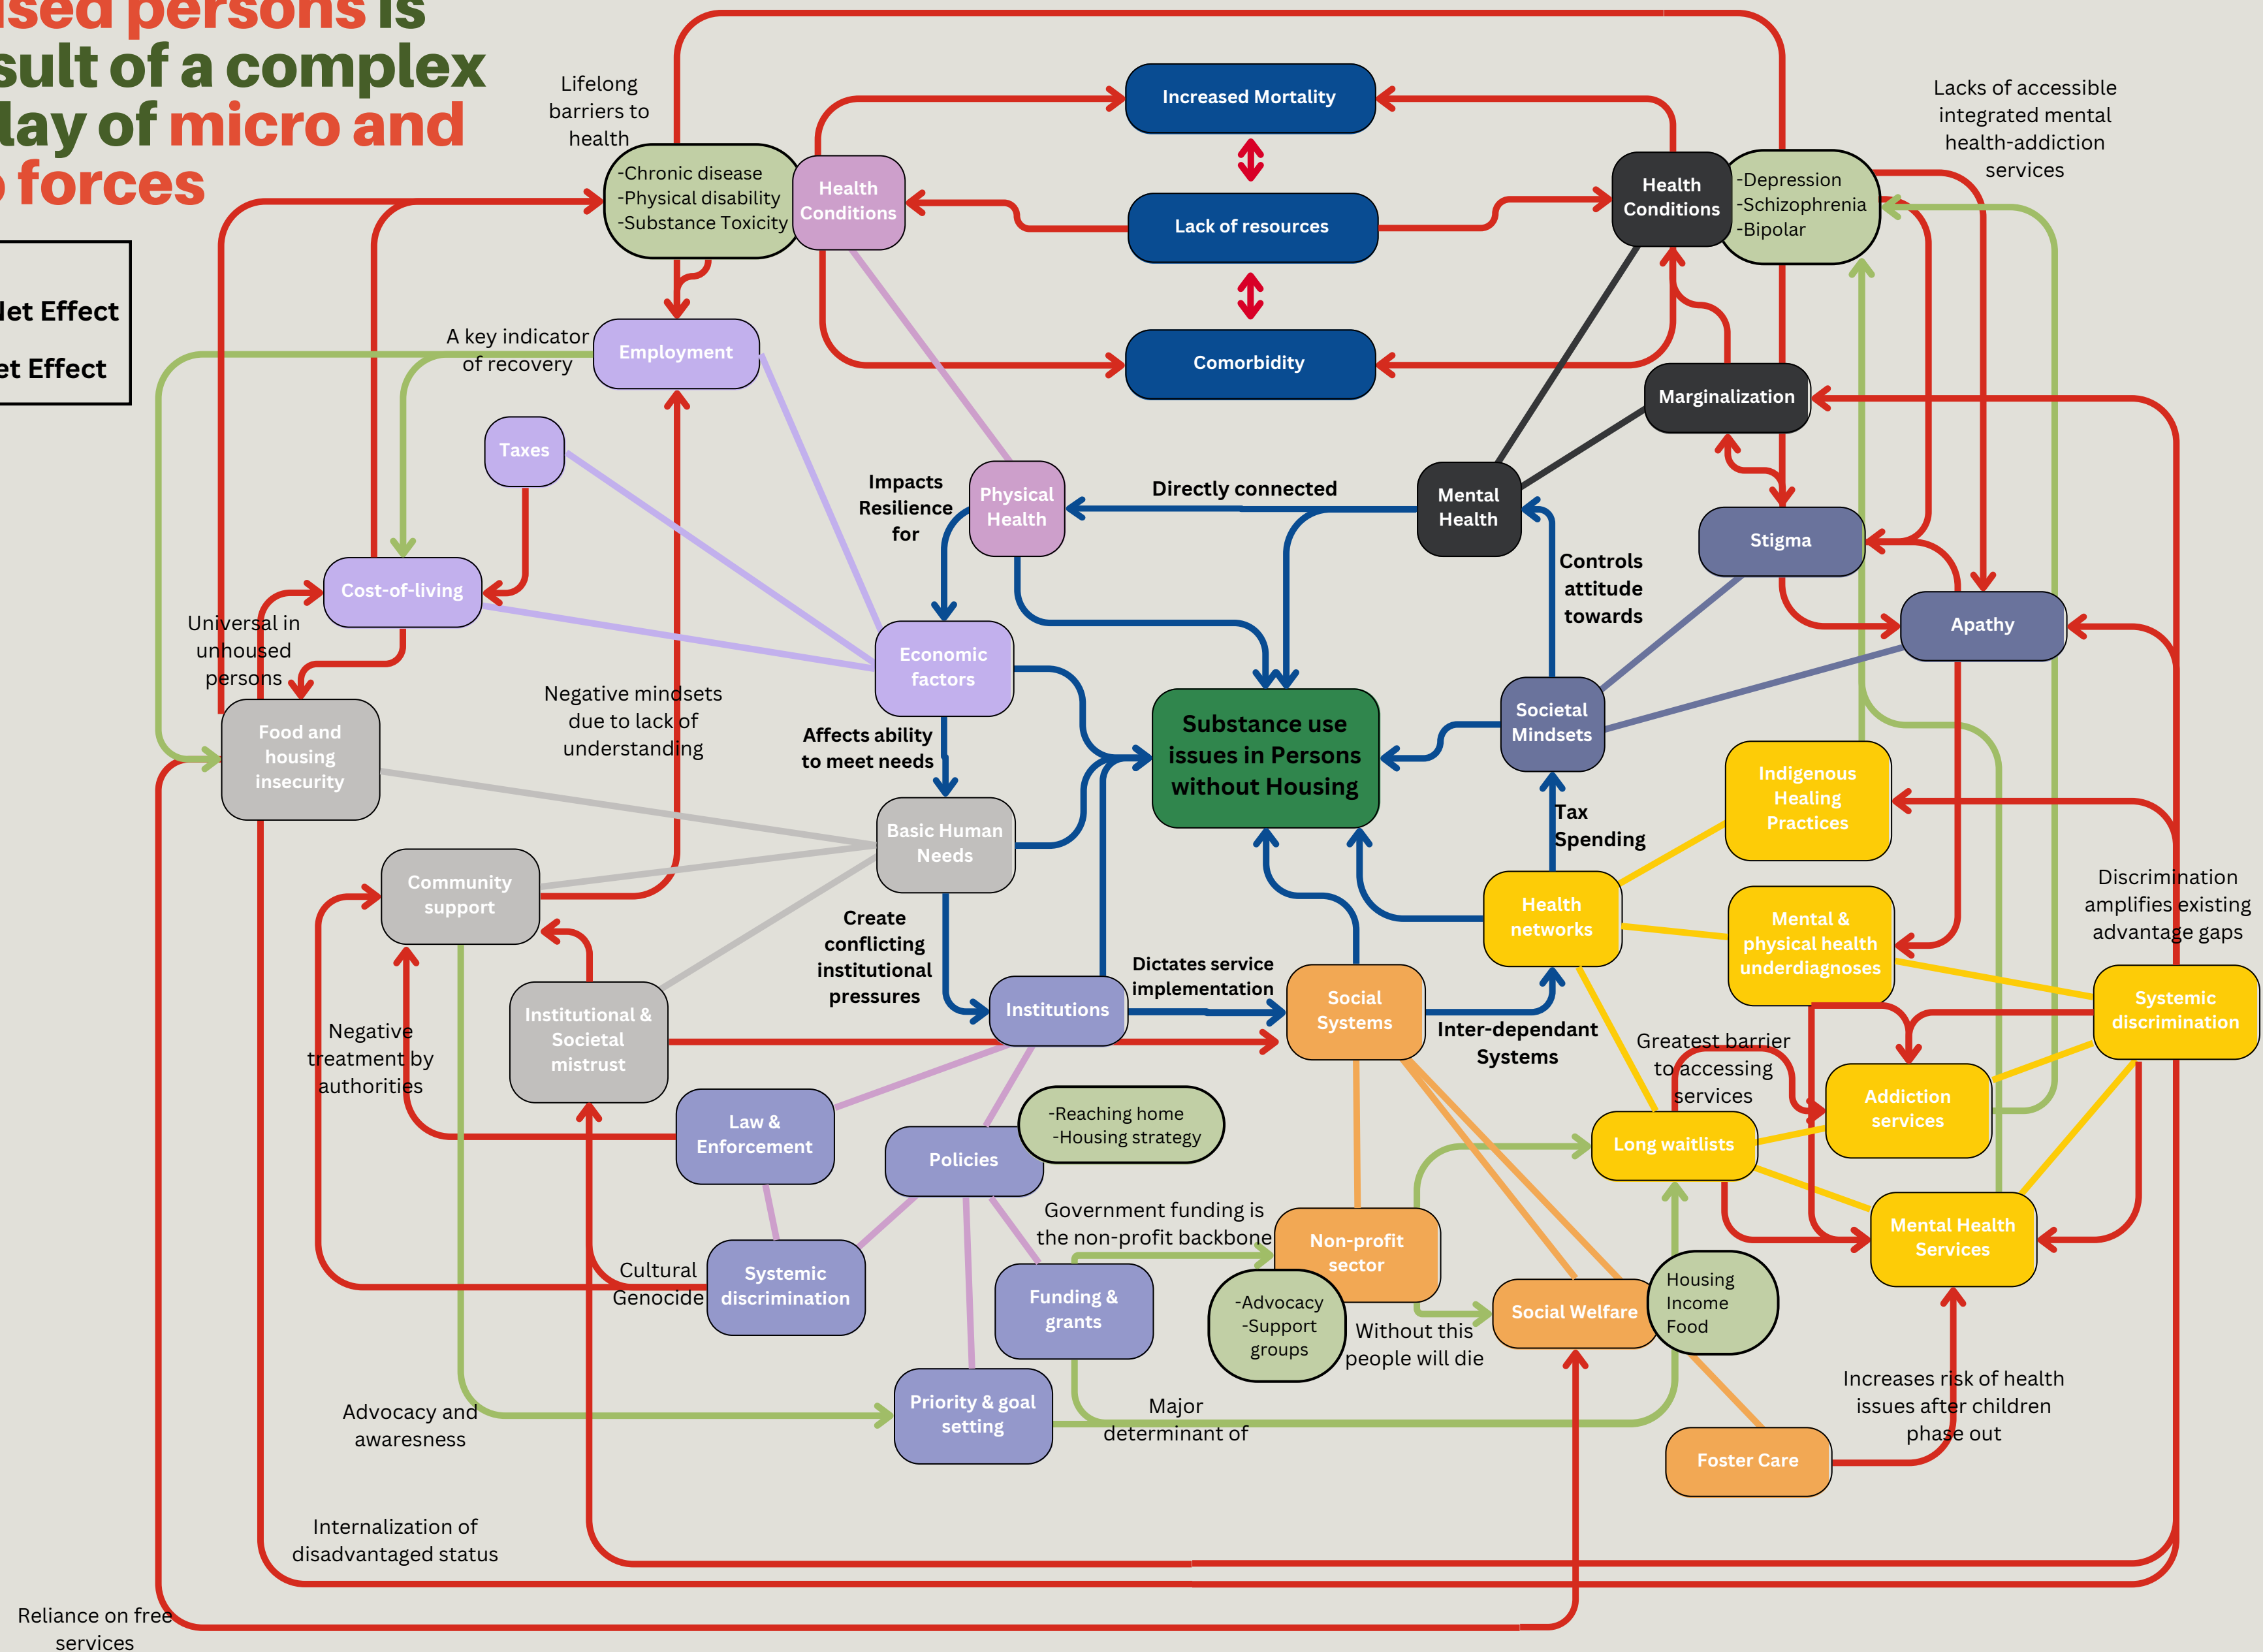 persons is
of a complex
of micro and
forces
Net Effect
Effect
Lifelong
barriers to
health
-Chronic disease
-Physical disability
-Substance Toxicity
Health
Conditions
Increased Mortality
Lack of resources
Comorbidity
Health
Conditions
-Depression
-Schizophrenia
-Bipolar
Lacks of accessible
integrated mental
health-addiction
services
A key indicator
of recovery
Employment
Taxes
Marginalization
Impacts
Resilience
for
Physical
Health
Directly connected
Mental
Health
Stigma
Controls
attitude
towards
Cost-of-living
Apathy
Universal in
unhoused
persons
Economic
factors
Negative mindsets
due to lack of
understanding
Affects ability
to meet needs
Substance use
issues in Persons
without Housing
Societal
Mindsets
Food and
housing
insecurity
Tax
Spending
Indigenous
Healing
Practices
Basic Human
Needs
Community
support
Health
networks
Mental &
physical health
underdiagnoses
Discrimination
amplifies existing
advantage gaps
Create
conflicting
institutional
pressures
Dictates service
implementation
Institutions
Social
Systems
Inter-dependant
Systems
Systemic
discrimination
Institutional &
Societal
mistrust
Negative
treatment by
authorities
Greatest barrier
to accessing
services
Addiction
services
Law &
Enforcement
-Reaching home
-Housing strategy
Policies
Long waitlists
Government funding is
the non-profit backbone
Non-profit
sector
Mental Health
Services
Cultural
Genocide
Systemic
discrimination
Funding &
grants
-Advocacy
-Support
groups
Without this
people will die
Social Welfare
Housing
Income
Food
Advocacy and
awaresness
Priority & goal
setting
Major
determinant of
Increases risk of health
issues after children
phase out
Foster Care
Internalization of
disadvantaged status
Reliance on free
services